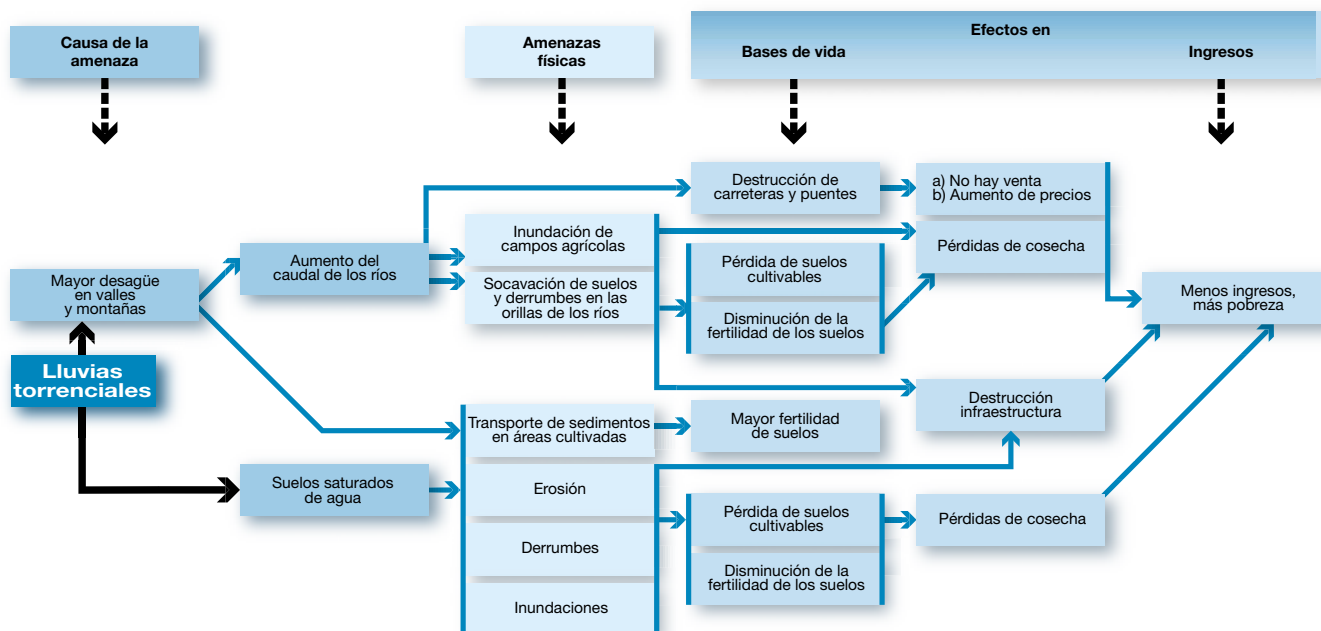 Causa de la
amenaza
Amenazas
físicas
Efectos en
Bases de vida
Ingresos
Destrucción de
carreteras y puentes
a) No hay venta
b) Aumento de precios
Inundación de
campos agrícolas
Pérdidas de cosecha
Aumento del
caudal de los ríos
Pérdida de suelos
cultivables
Mayor desagüe
en valles
y montañas
Socavación de suelos
y derrumbes en las
orillas de los ríos
Menos ingresos,
más pobreza
Disminución de la
fertilidad de los suelos
Lluvias
torrenciales
Destrucción
infraestructura
Transporte de sedimentos
en áreas cultivadas
Mayor fertilidad
de suelos
Suelos saturados
de agua
Erosión
Pérdida de suelos
cultivables
Pérdidas de cosecha
Derrumbes
Disminución de la
fertilidad de los suelos
Inundaciones